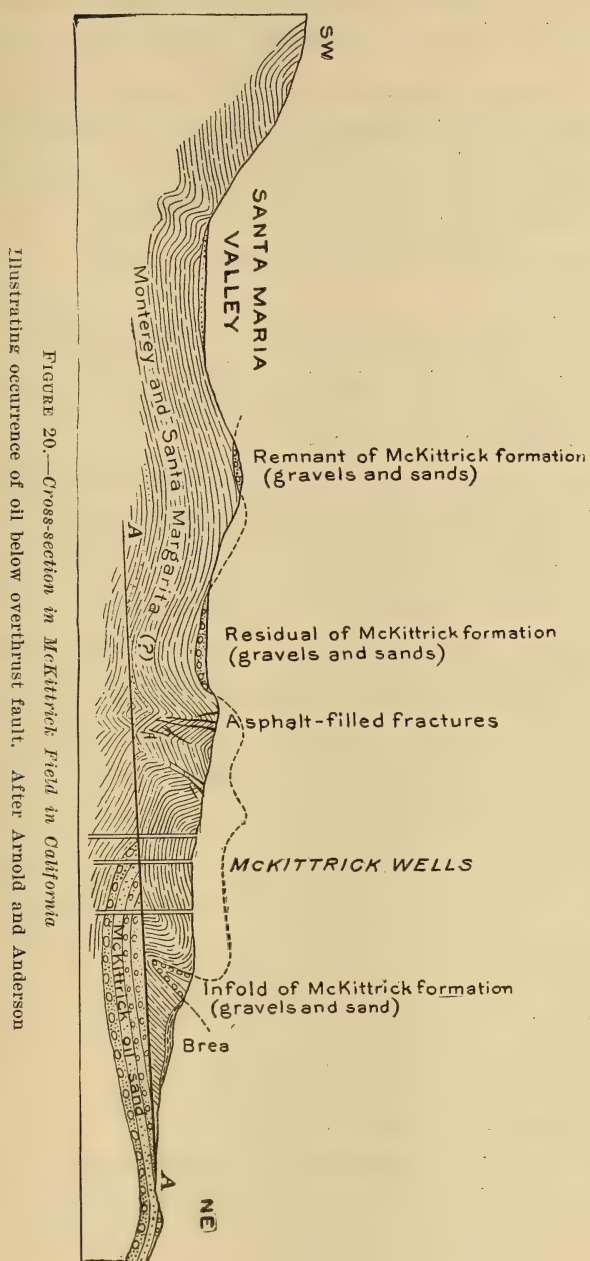 SW
SANTA MARIA
VALLEY
Monterey and Santa Margarita (?)
Remnant of McKittrick formation
(gravels and sands)
A
Residual of McKittrick formation
(gravels and sands)
Asphalt-filled fractures
MCKITTRICK WELLS
McKittrick oil sand
Infold of McKittrick formation
(gravels and sand)
Brea
A
NE
FIGURE 20.—Cross-section in McKittrick Field in California
Illustrating occurrence of oil below overthrust fault. After Arnold and Anderson